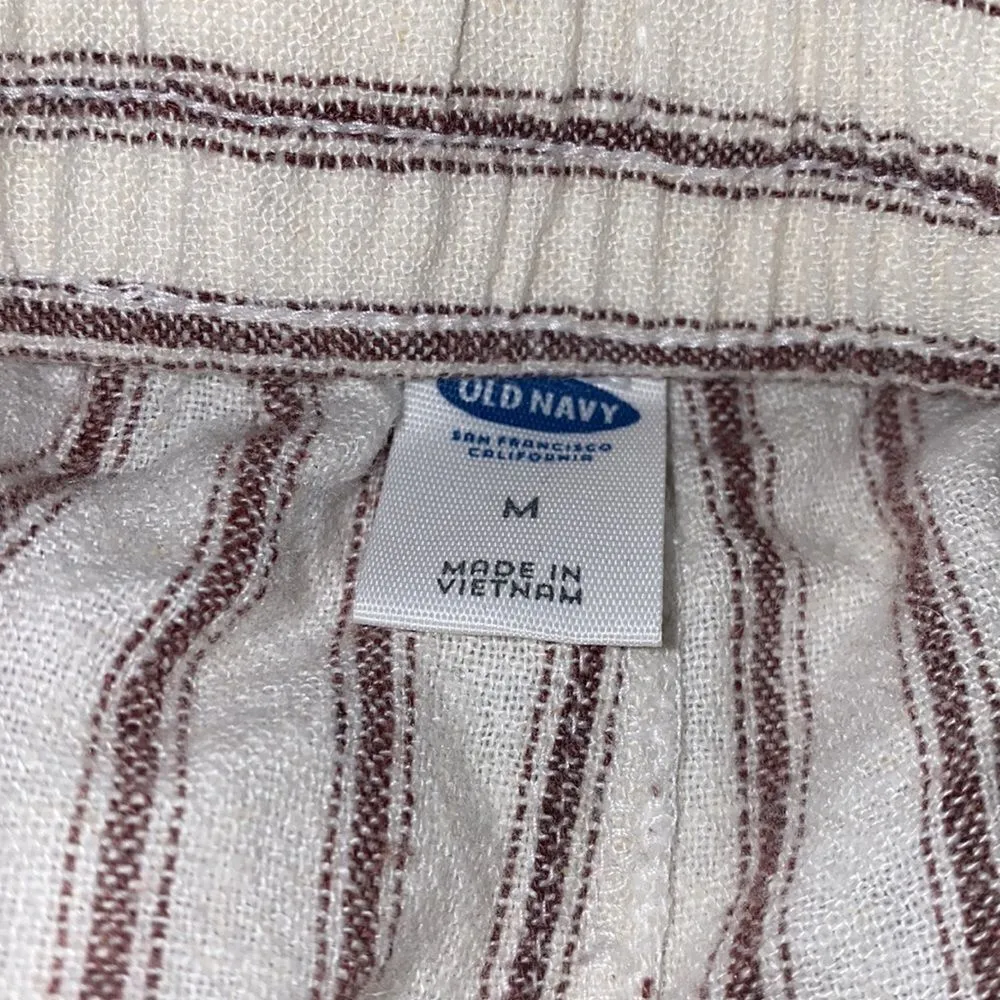 OLD NAVY
SAN FRANCISCO
CALIFORNIA
M
MADE IN
VIETNAM